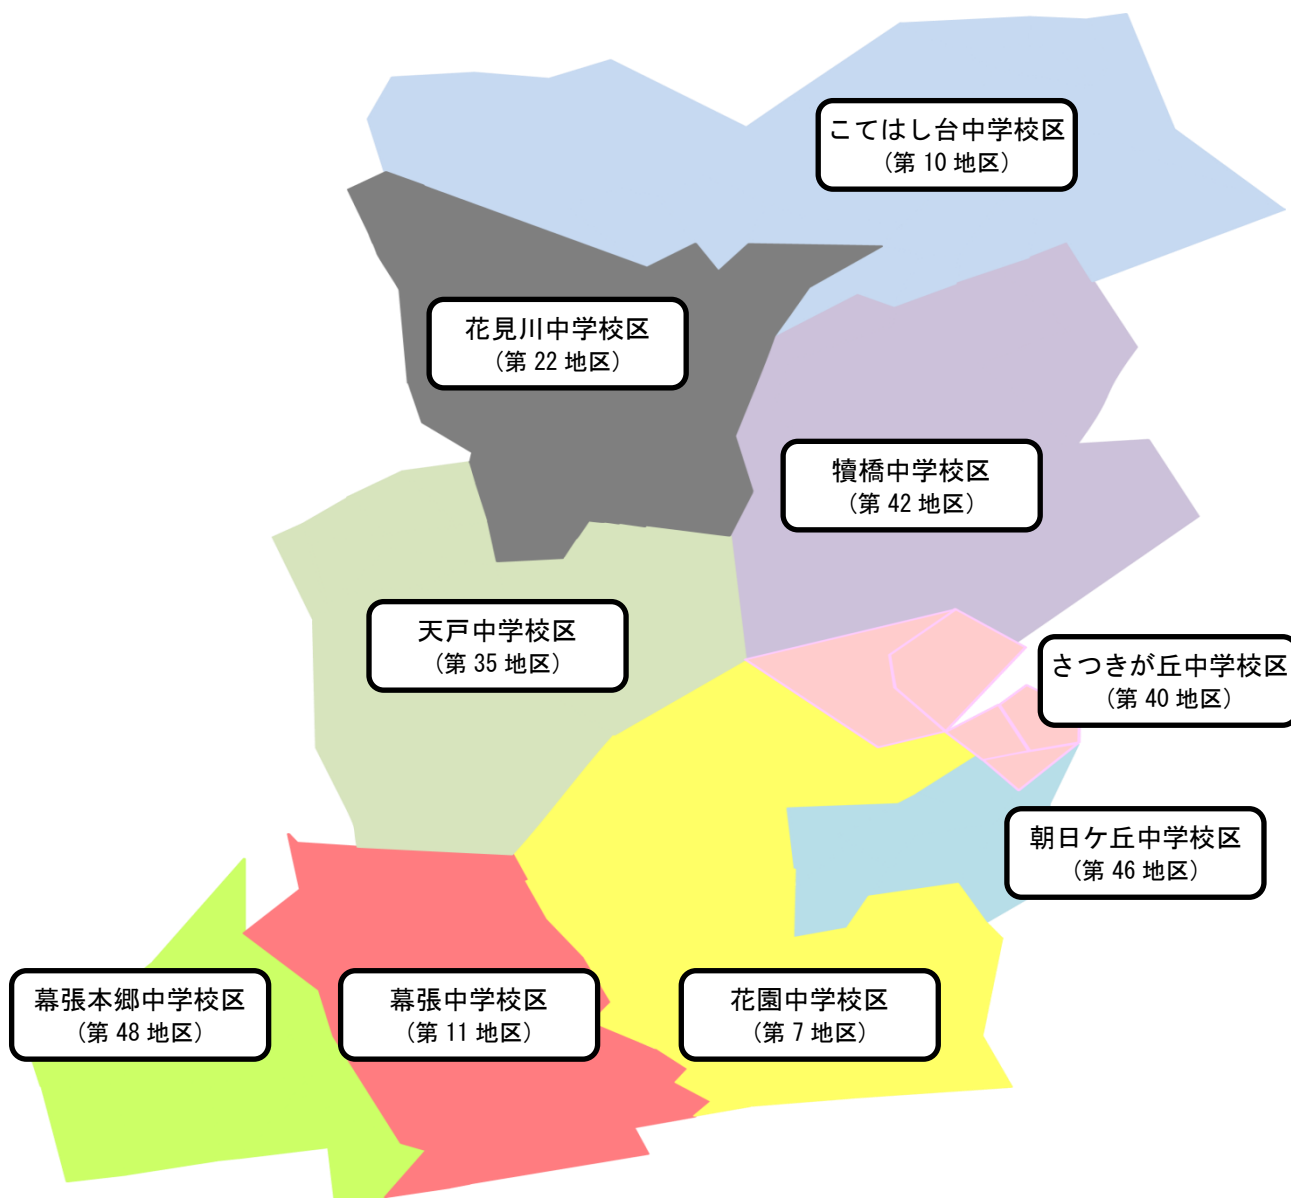 こてはし台中学校区
（第 10 地区）
花見川中学校区
（第 22 地区）
犢橋中学校区
（第 42 地区）
天戸中学校区
（第 35 地区）
さつきが丘中学校区
（第 40 地区）
朝日ケ丘中学校区
（第 46 地区）
幕張本郷中学校区
（第 48 地区）
幕張中学校区
（第 11 地区）
花園中学校区
（第 7 地区）